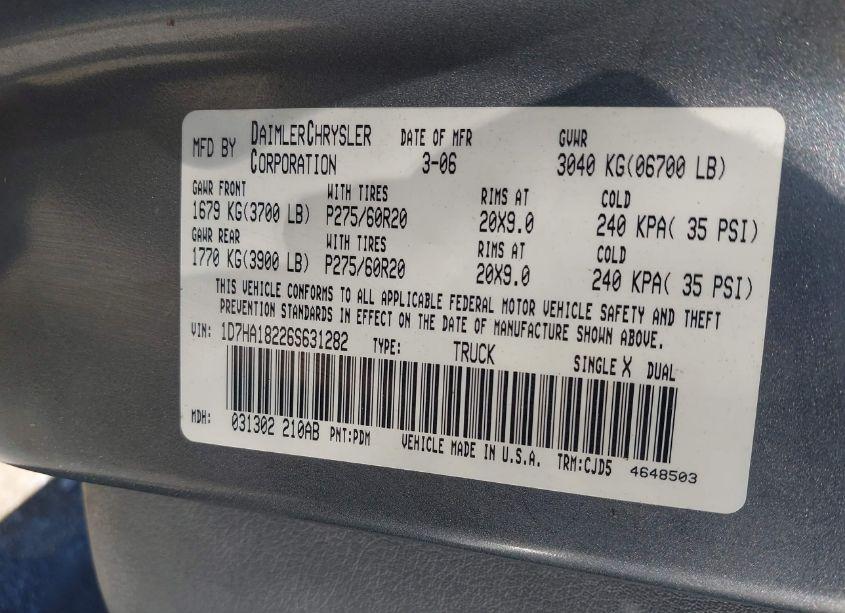 MFD BY DAIMLERCHRYSLER CORPORATION DATE OF MFR 3-06 GVWR 3040 KG(06700 LB)
GAWR FRONT WITH TIRES RIMS AT COLD
1679 KG(3700 LB) P275/60R20 20X9.0 240 KPA( 35 PSI)
GAWR REAR WITH TIRES RIMS AT COLD
1770 KG(3900 LB) P275/60R20 20X9.0 240 KPA( 35 PSI)
THIS VEHICLE CONFORMS TO ALL APPLICABLE FEDERAL MOTOR VEHICLE SAFETY AND THEFT
PREVENTION STANDARDS IN EFFECT ON THE DATE OF MANUFACTURE SHOWN ABOVE.
VIN: 1D7HA18226S631282 TYPE: TRUCK SINGLE X DUAL
MDH: 031302 210AB PNT:PDM VEHICLE MADE IN U.S.A. TRM:CJD5 4648503